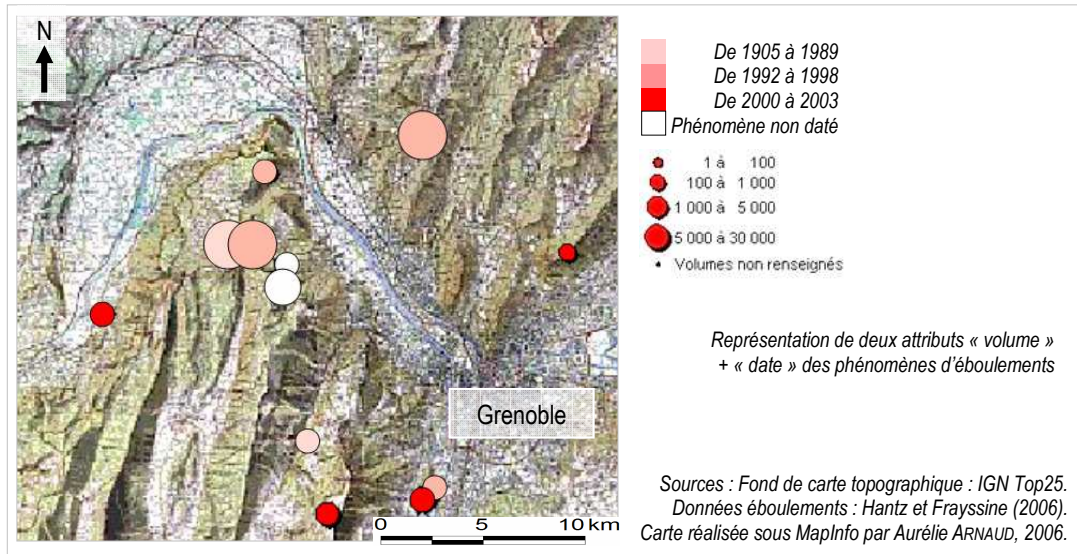 N
De 1905 à 1989
De 1992 à 1998
De 2000 à 2003
Phénomène non daté
1 à 100
100 à 1 000
1 000 à 5 000
5 000 à 30 000
Volumes non renseignés
Représentation de deux attributs « volume »
+ « date » des phénomènes d'éboulements
Grenoble
0 5 10 km
Sources : Fond de carte topographique : IGN Top25.
Données éboulements : Hantz et Frayssine (2006).
Carte réalisée sous MapInfo par Aurélie ARNAUD, 2006.